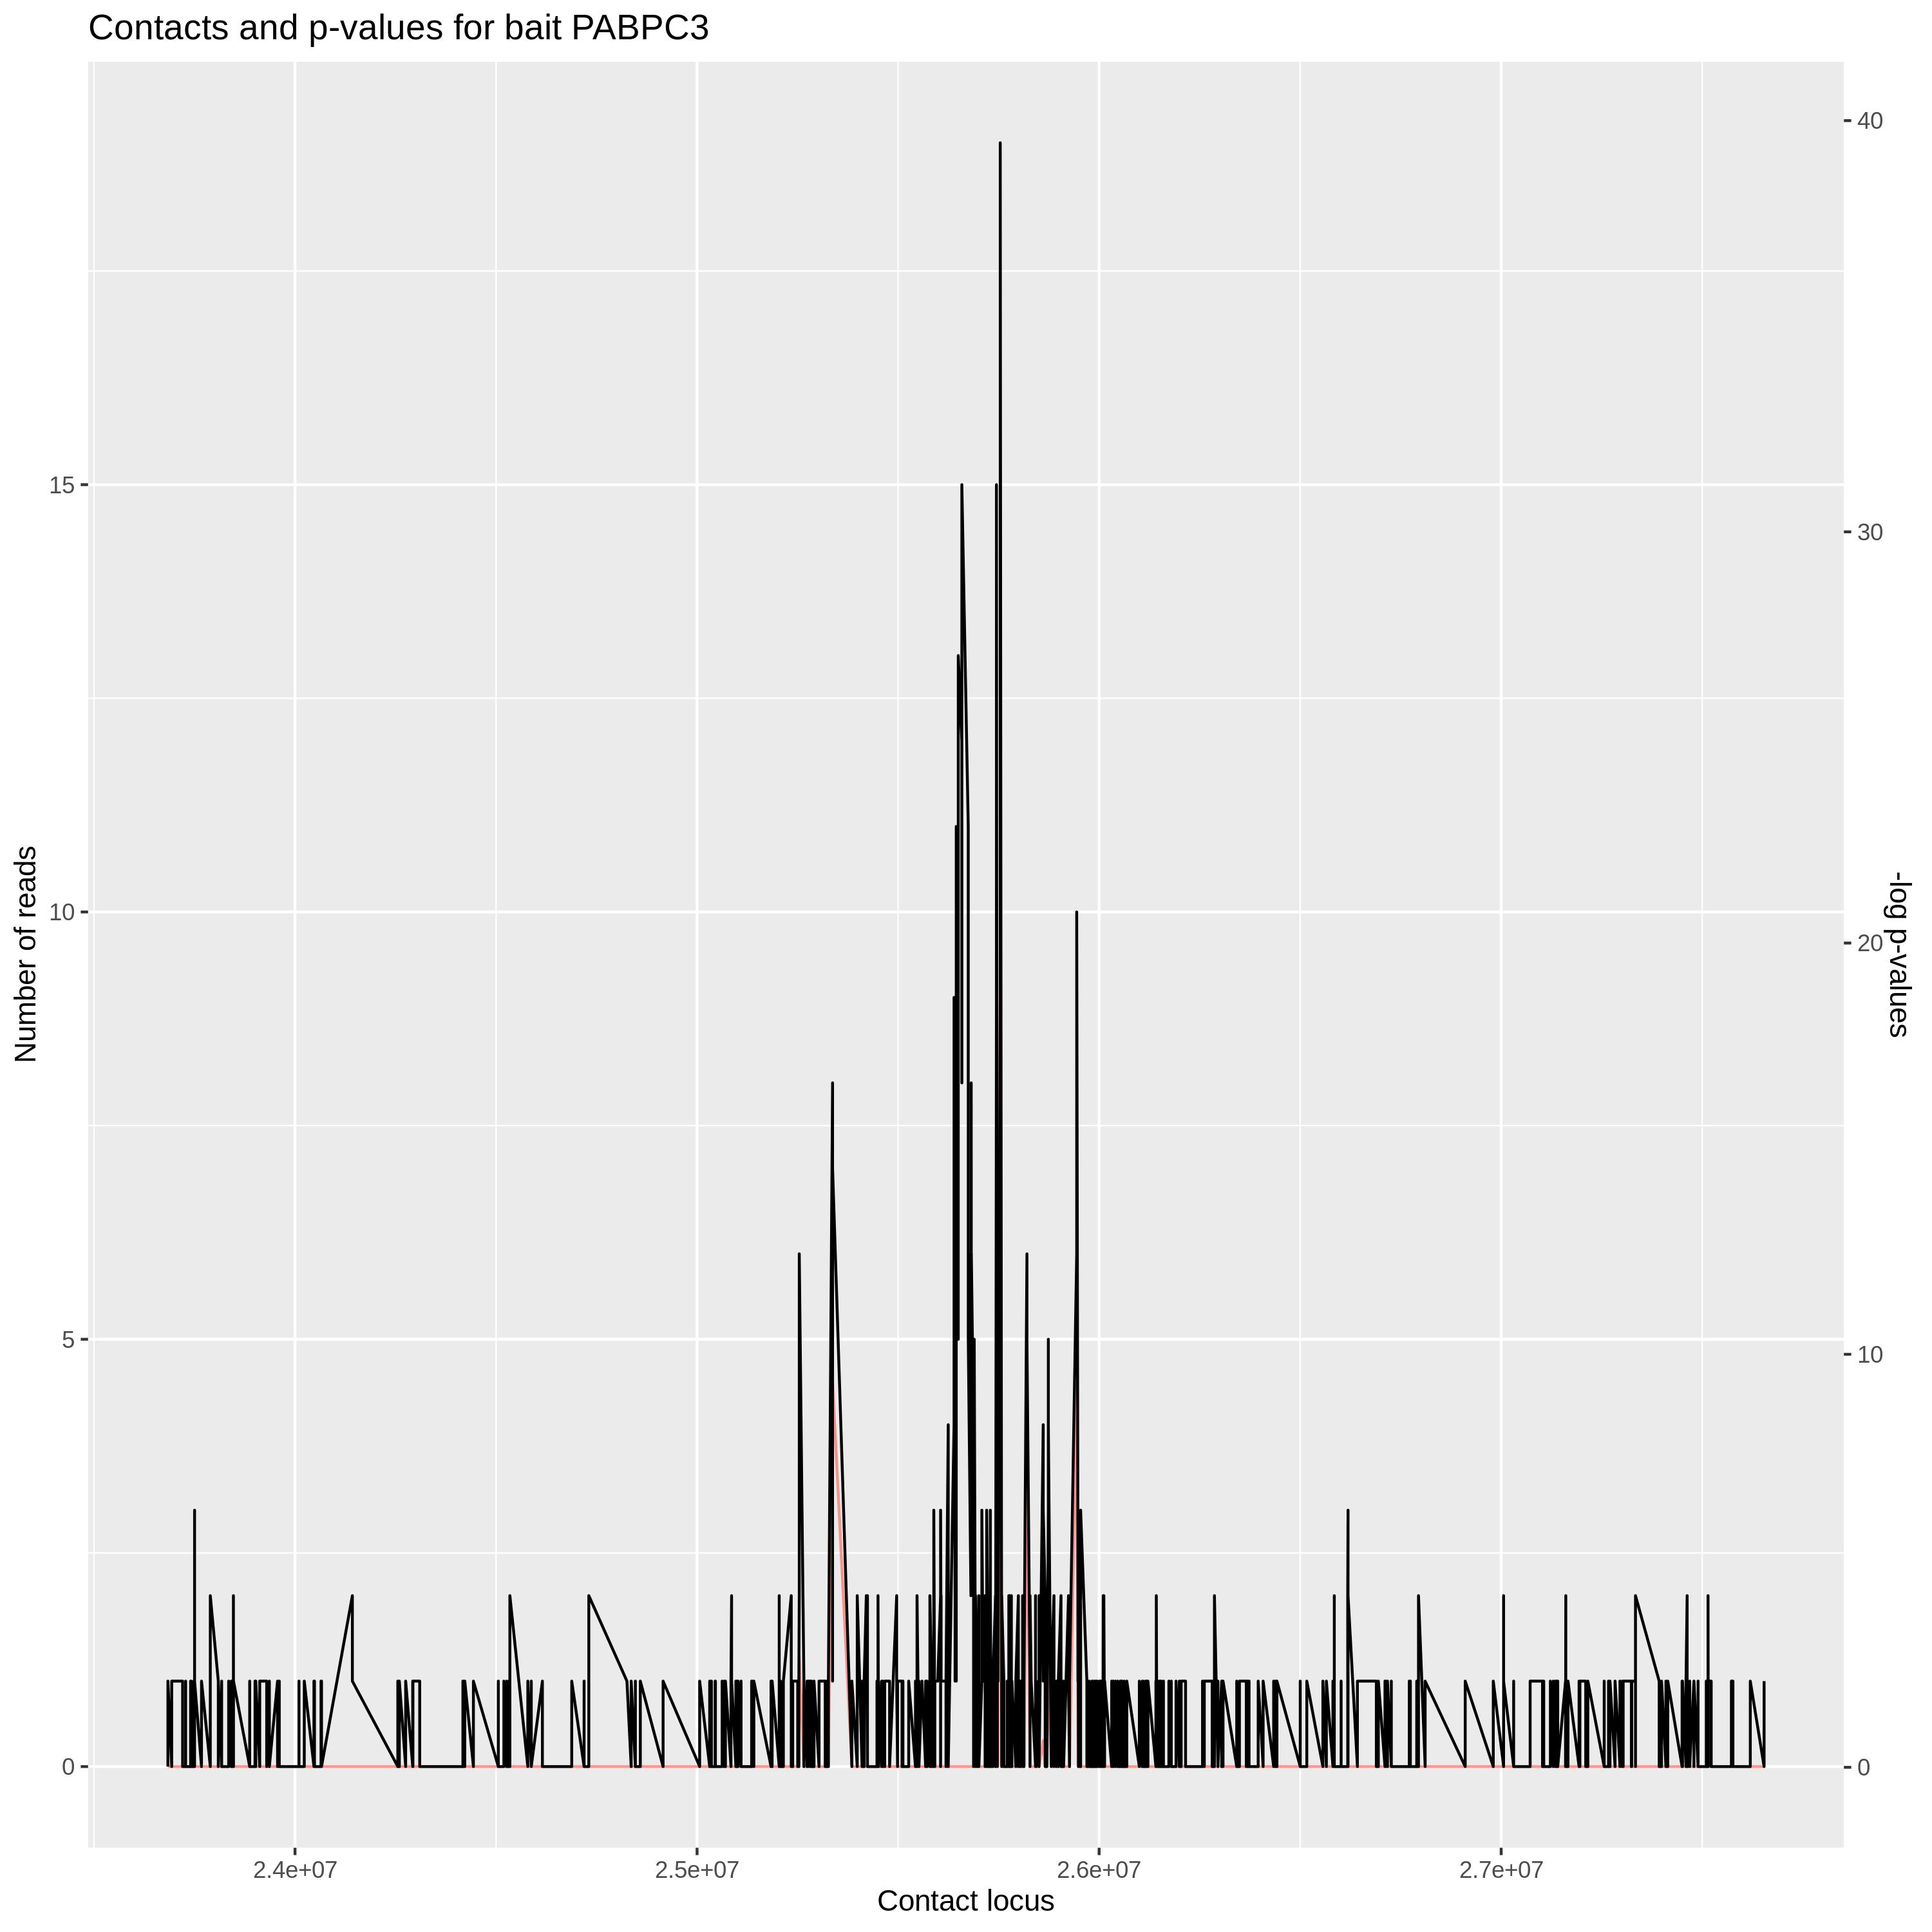 Contacts and p-values for bait PABPC3
Number of reads
15
10
5
0
40
30
20
10
0
-log p-values
2.4e+07 2.5e+07 2.6e+07 2.7e+07
Contact locus